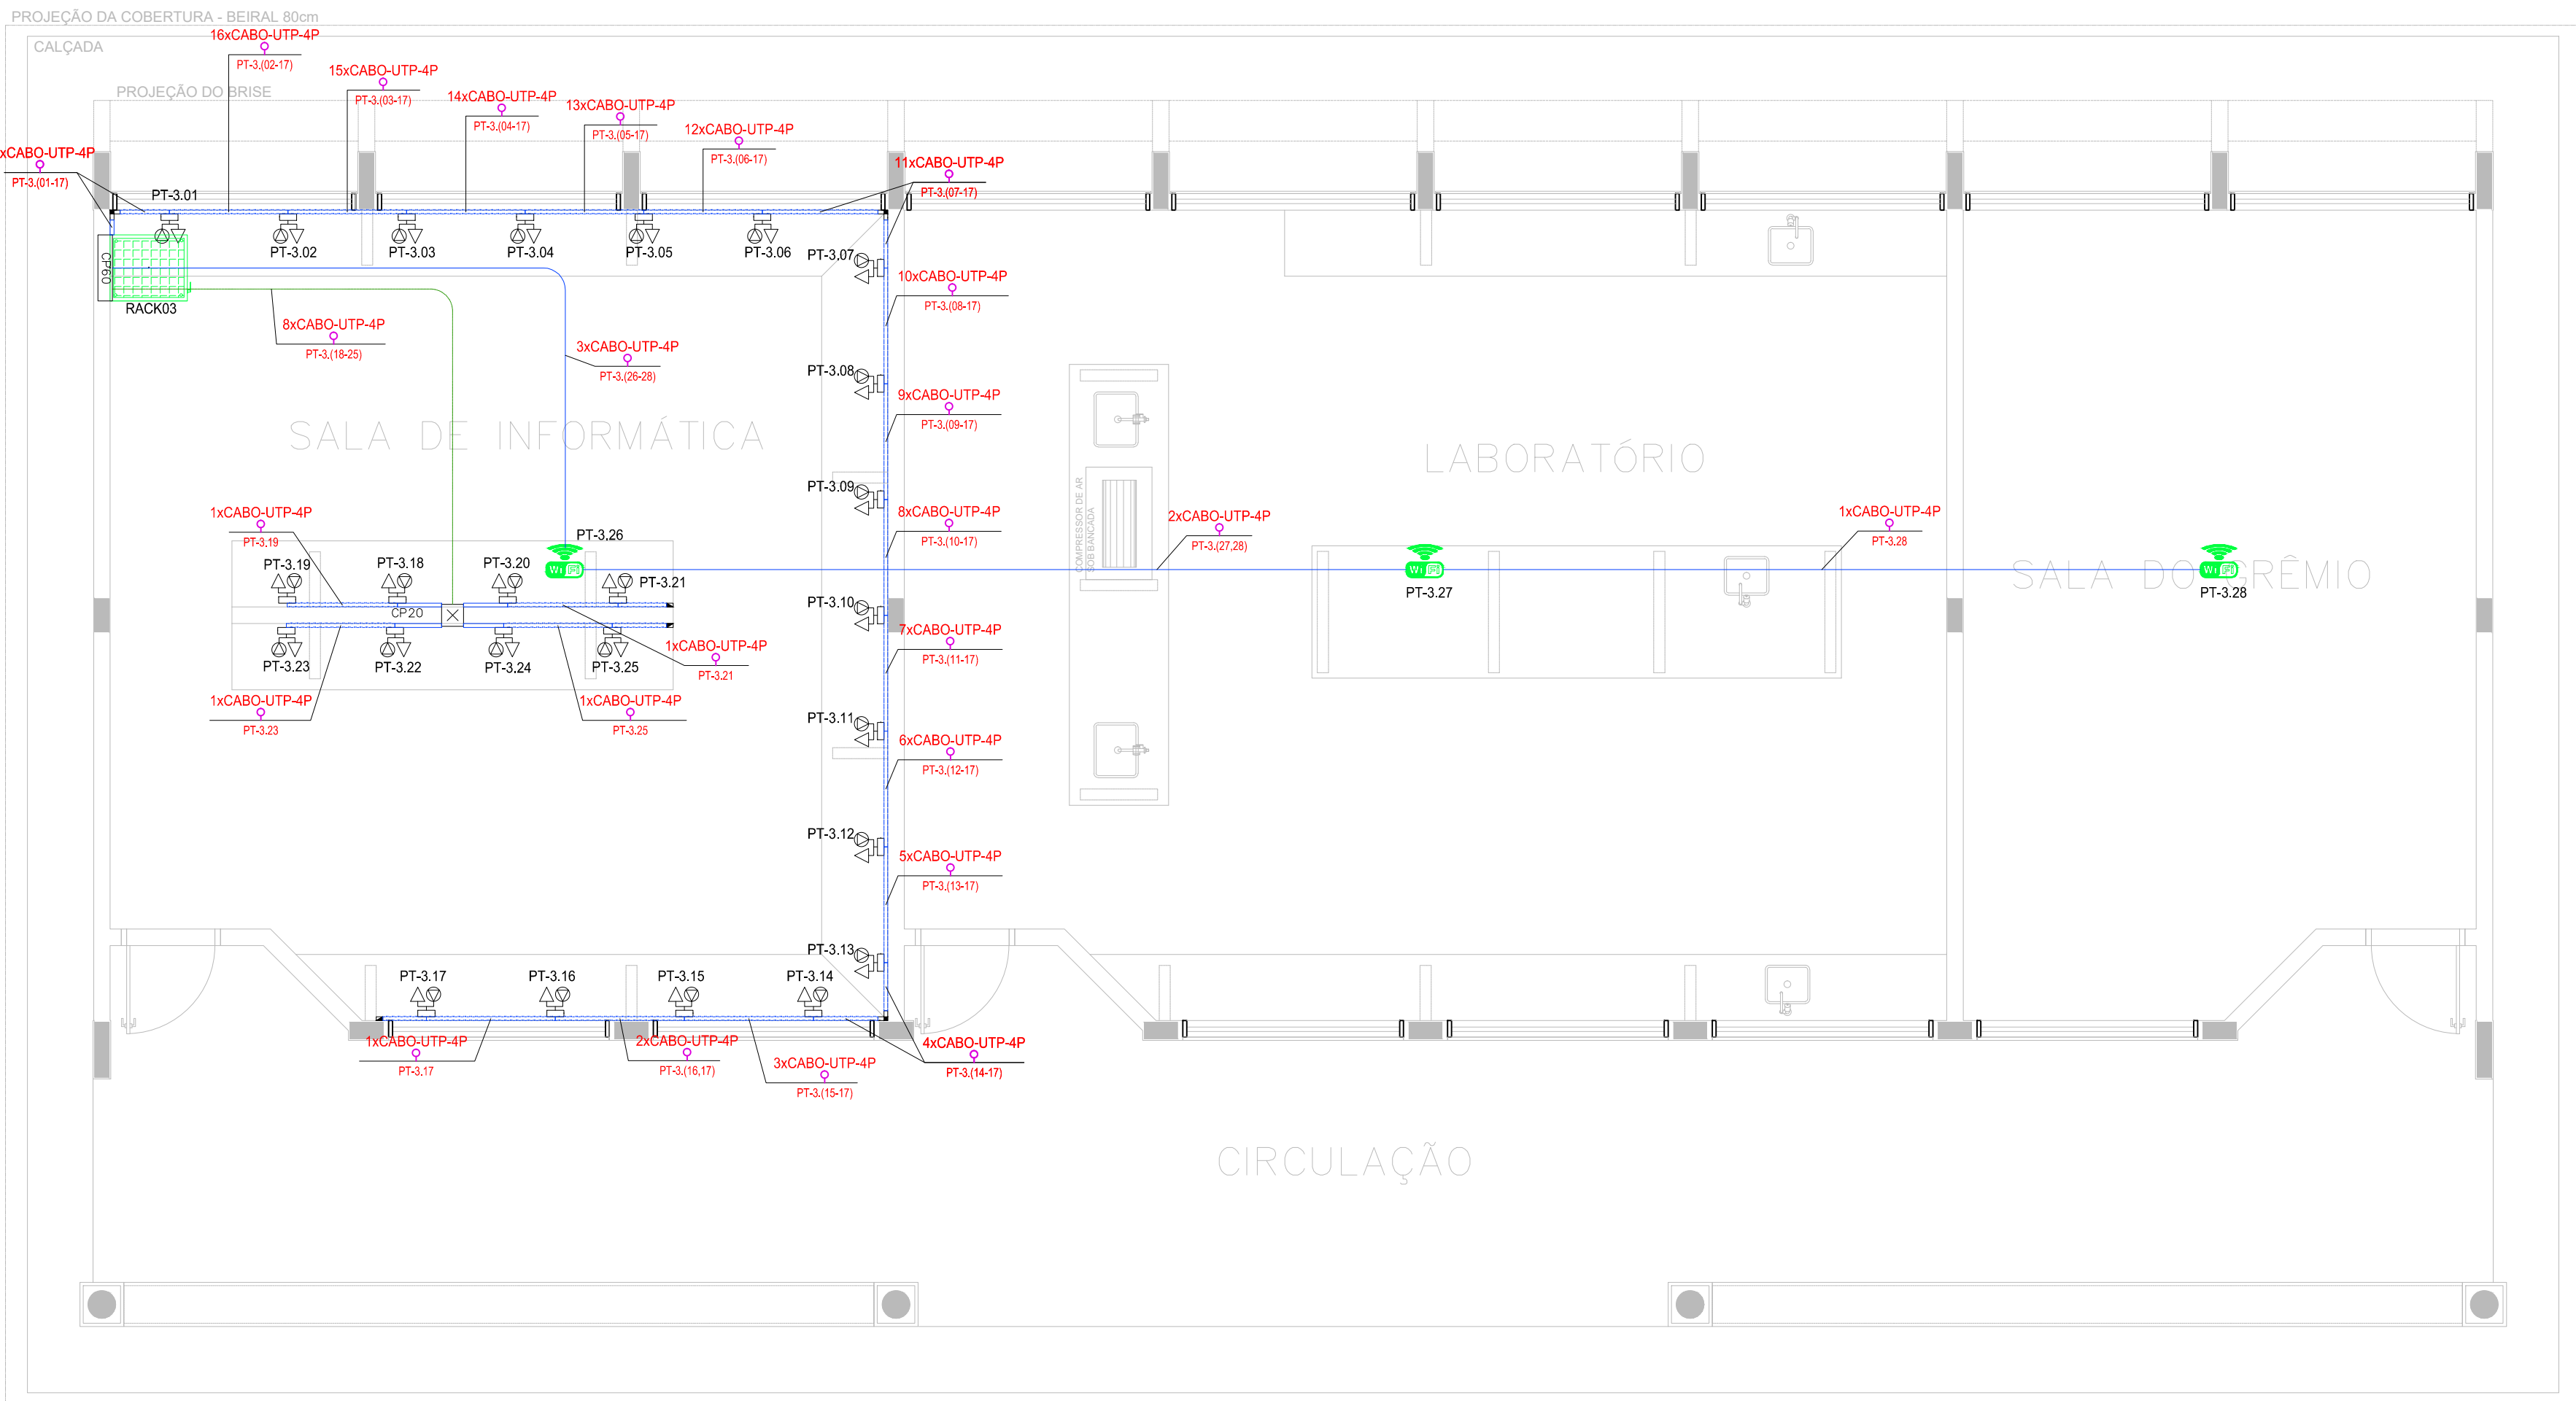 PROJEÇÃO DA COBERTURA - BEIRAL 80cm
CALÇADA
PROJEÇÃO DO BRISE
16xCABO-UTP-4P
PT-3.(02-17)
15xCABO-UTP-4P
PT-3.(03-17)
14xCABO-UTP-4P
PT-3.(04-17)
13xCABO-UTP-4P
PT-3.(05-17)
12xCABO-UTP-4P
PT-3.(06-17)
xCABO-UTP-4P
PT-3.(01-17)
11xCABO-UTP-4P
PT-3.(07-17)
PT-3.01
PT-3.02
PT-3.03
PT-3.04
PT-3.05
PT-3.06
PT-3.07
CP60
RACK03
10xCABO-UTP-4P
PT-3.(08-17)
8xCABO-UTP-4P
PT-3.(18-25)
3xCABO-UTP-4P
PT-3.(26-28)
PT-3.08
9xCABO-UTP-4P
PT-3.(09-17)
SALA DE INFORMÁTICA
LABORATÓRIO
PT-3.09
COMPRESSOR DE AR
SOB BANCADA
1xCABO-UTP-4P
PT-3.19
8xCABO-UTP-4P
PT-3.(10-17)
2xCABO-UTP-4P
PT-3.(27,28)
1xCABO-UTP-4P
PT-3.28
PT-3.26
PT-3.19
PT-3.18
PT-3.20
PT-3.21
Wi Fi
Wi Fi
Wi Fi
SALA DO GRÊMIO
PT-3.27
PT-3.28
CP20
PT-3.10
7xCABO-UTP-4P
PT-3.(11-17)
PT-3.23
PT-3.22
PT-3.24
PT-3.25
1xCABO-UTP-4P
PT-3.21
1xCABO-UTP-4P
PT-3.23
1xCABO-UTP-4P
PT-3.25
PT-3.11
6xCABO-UTP-4P
PT-3.(12-17)
PT-3.12
5xCABO-UTP-4P
PT-3.(13-17)
PT-3.13
PT-3.17
PT-3.16
PT-3.15
PT-3.14
1xCABO-UTP-4P
PT-3.17
2xCABO-UTP-4P
PT-3.(16,17)
3xCABO-UTP-4P
PT-3.(15-17)
4xCABO-UTP-4P
PT-3.(14-17)
CIRCULAÇÃO